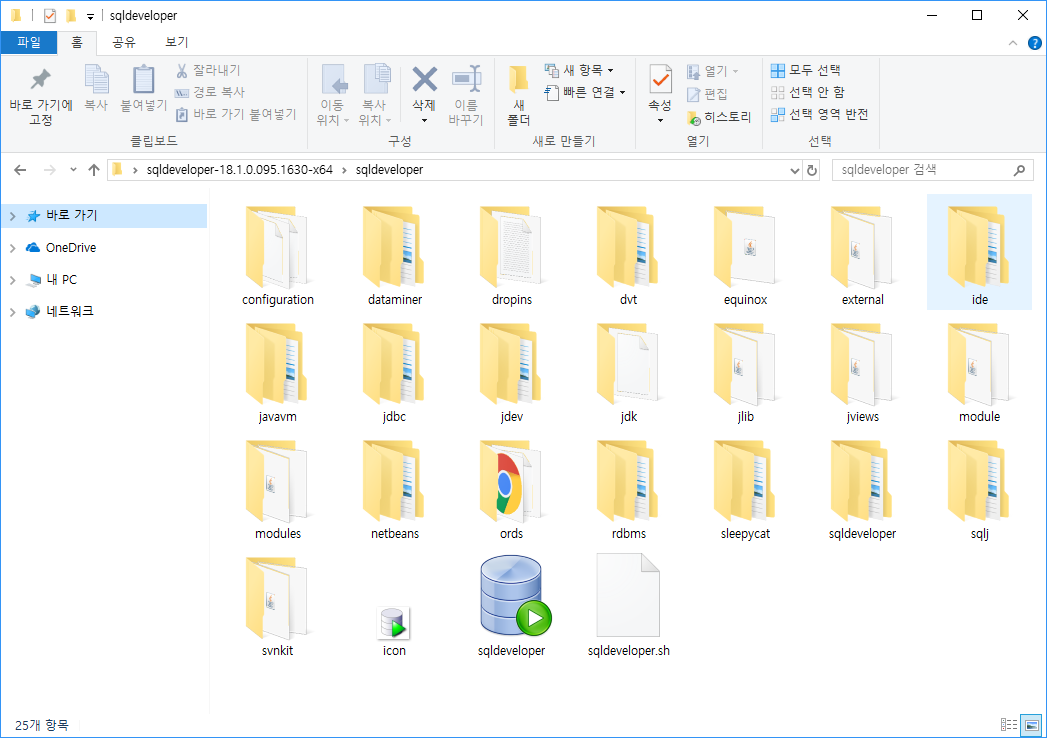 sqldeveloper
파일 홈 공유 보기
바로 가기에 고정
복사
붙여넣기
잘라내기
경로 복사
바로 가기 붙여넣기
클립보드
이동 위치
복사 위치
삭제
이름 바꾸기
구성
새 폴더
새 항목
빠른 연결
새로 만들기
속성
열기
편집
히스토리
열기
모두 선택
선택 안 함
선택 영역 반전
선택
sqldeveloper-18.1.0.095.1630-x64 sqldeveloper
sqldeveloper 검색
바로 가기
OneDrive
내 PC
네트워크
configuration dataminer dropins dvt equinox external ide
javavm jdbc jdev jdk jlib jviews module
modules netbeans ords rdbms sleepycat sqldeveloper sqlj
svnkit icon sqldeveloper sqldeveloper.sh
25개 항목